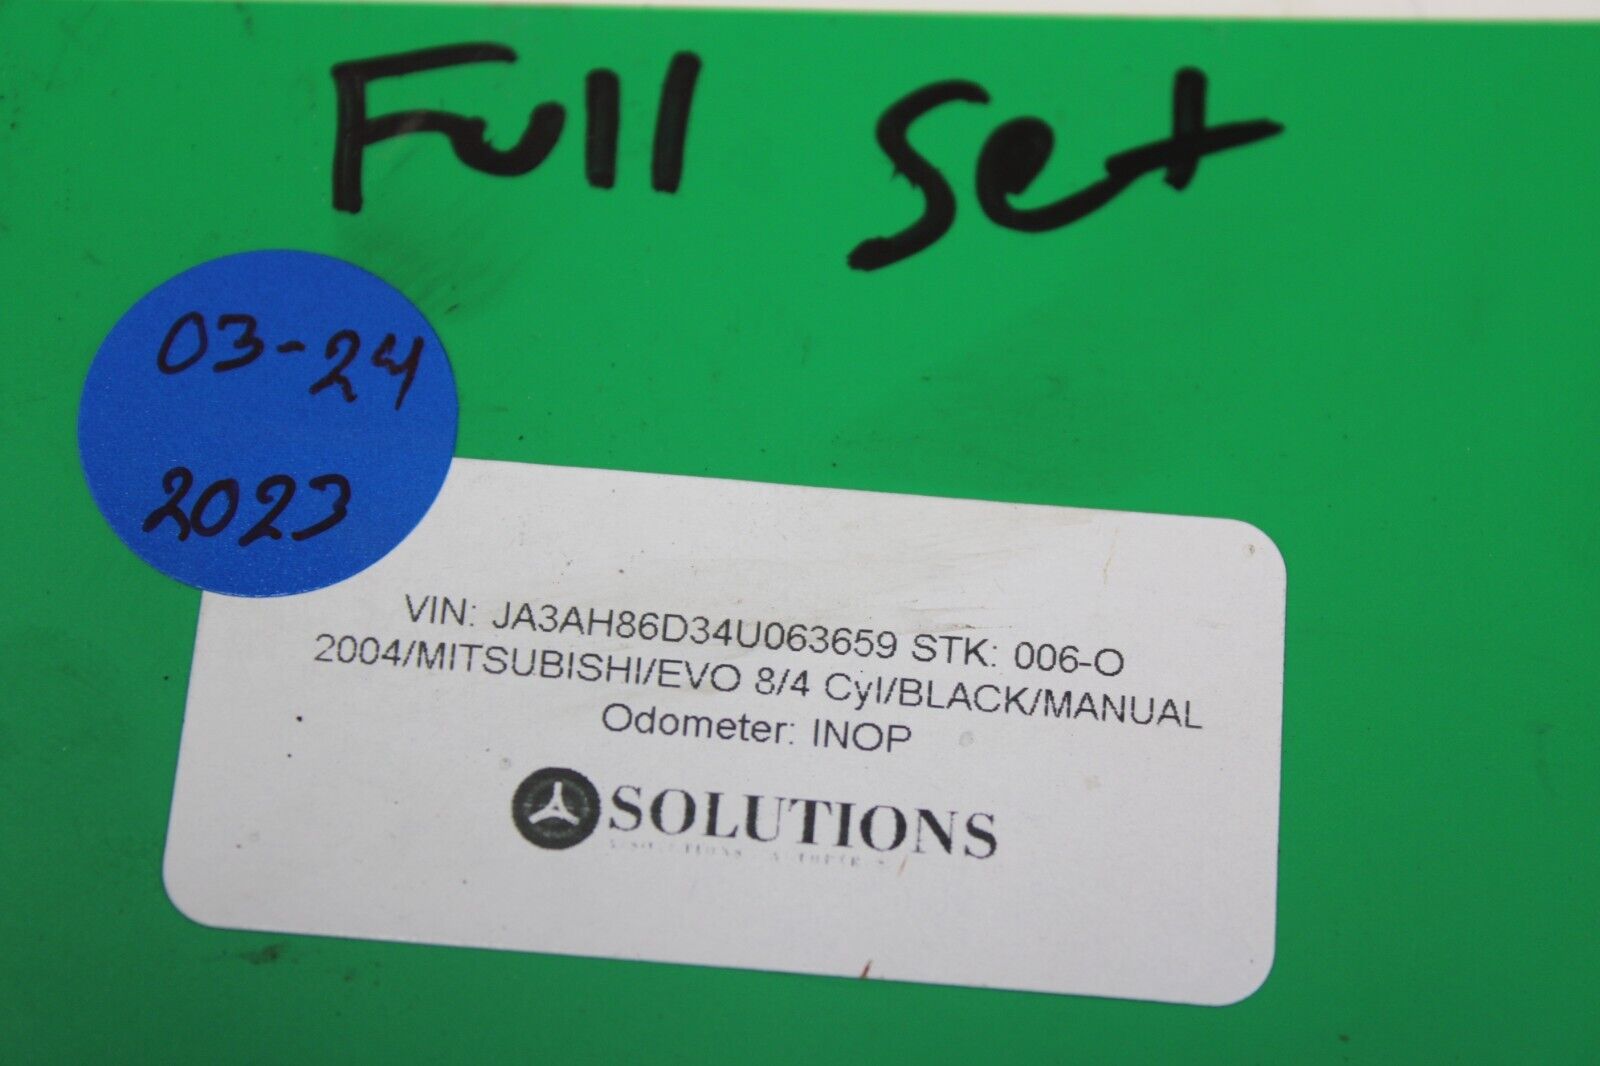 Full Set
03-24
2023
VIN: JA3AH86D34U063659 STK: 006-O
2004/MITSUBISHI/EVO 8/4 Cyl/BLACK/MANUAL
Odometer: INOP
SOLUTIONS